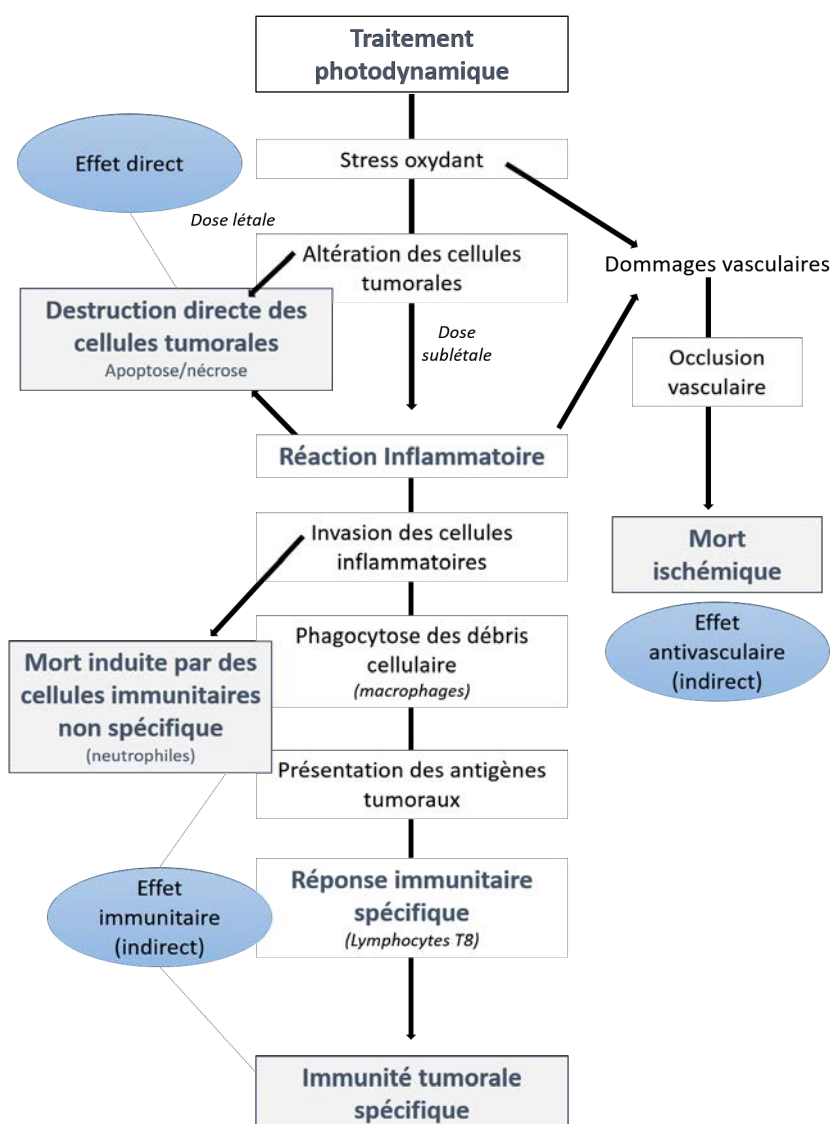 Traitement
photodynamique
Effet direct
Stress oxydant
Dose létale
Altération des cellules
tumorales
Dommages vasculaires
Destruction directe des
cellules tumorales
Apoptose/nécrose
Dose
sublétale
Occlusion
vasculaire
Réaction Inflammatoire
Invasion des cellules
inflammatoires
Mort
ischémique
Effet
antivasculaire
(indirect)
Phagocytose des débris
cellulaire
(macrophages)
Mort induite par des
cellules immunitaires
non spécifique
(neutrophiles)
Présentation des antigènes
tumoraux
Effet
immunitaire
(indirect)
Réponse immunitaire
spécifique
(Lymphocytes T8)
Immunité tumorale
spécifique